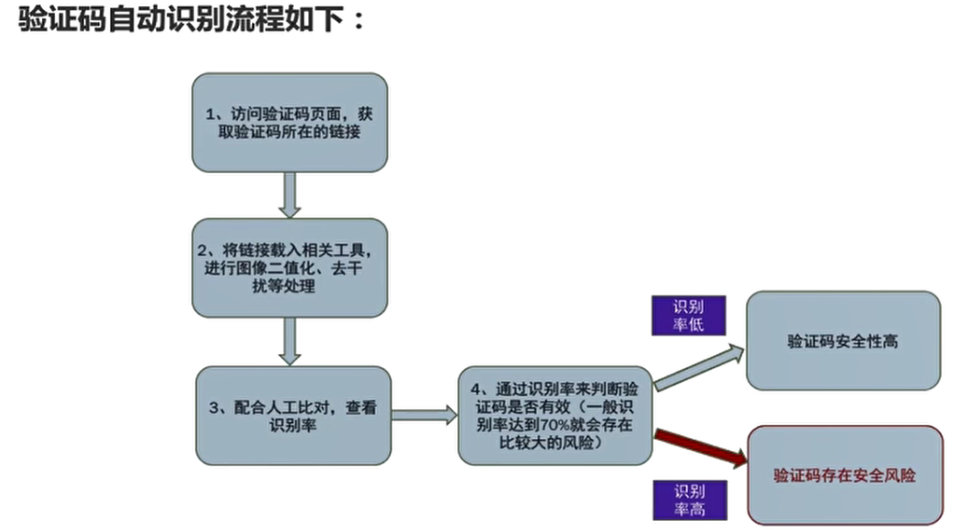 验证码自动识别流程如下：
1、访问验证码页面，获
取验证码所在的链接
2、将链接载入相关工具，
进行图像二值化、去干
扰等处理
3、配合人工比对，查看
识别率
4、通过识别率来判断验
证码是否有效（一般识
别率达到70%就会存在
比较大的风险）
识别
率低
验证码安全性高
识别
率高
验证码存在安全风险